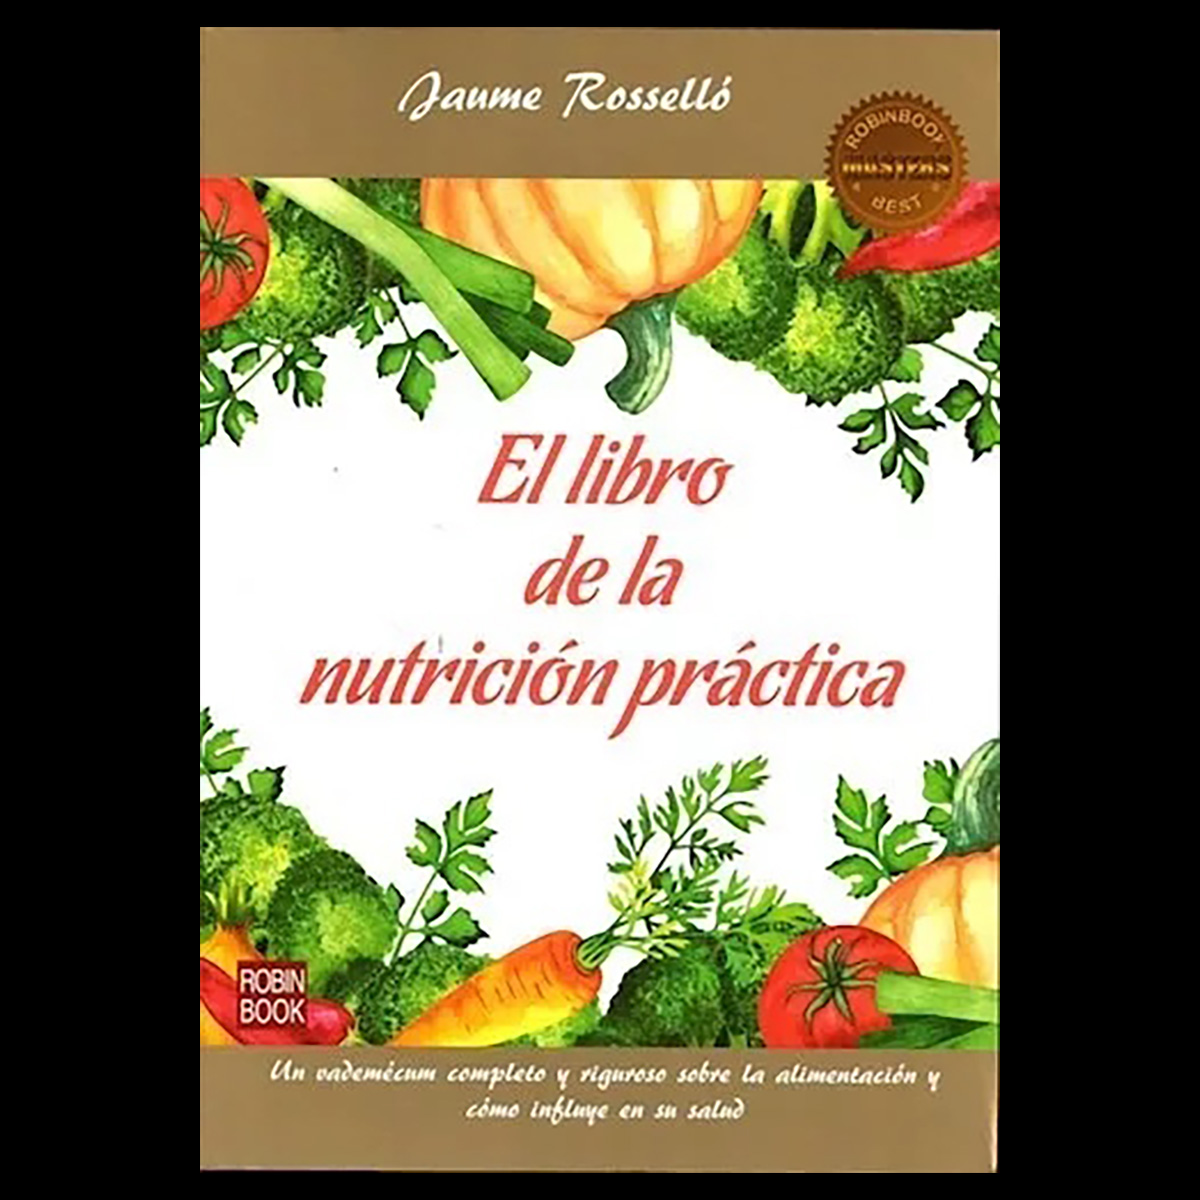 Jaume Rosselló
ROBINBOOK
MASTERS
BEST
El libro
de la
nutrición práctica
ROBIN
BOOK
Un vademécum completo y riguroso sobre la alimentación y
cómo influye en su salud